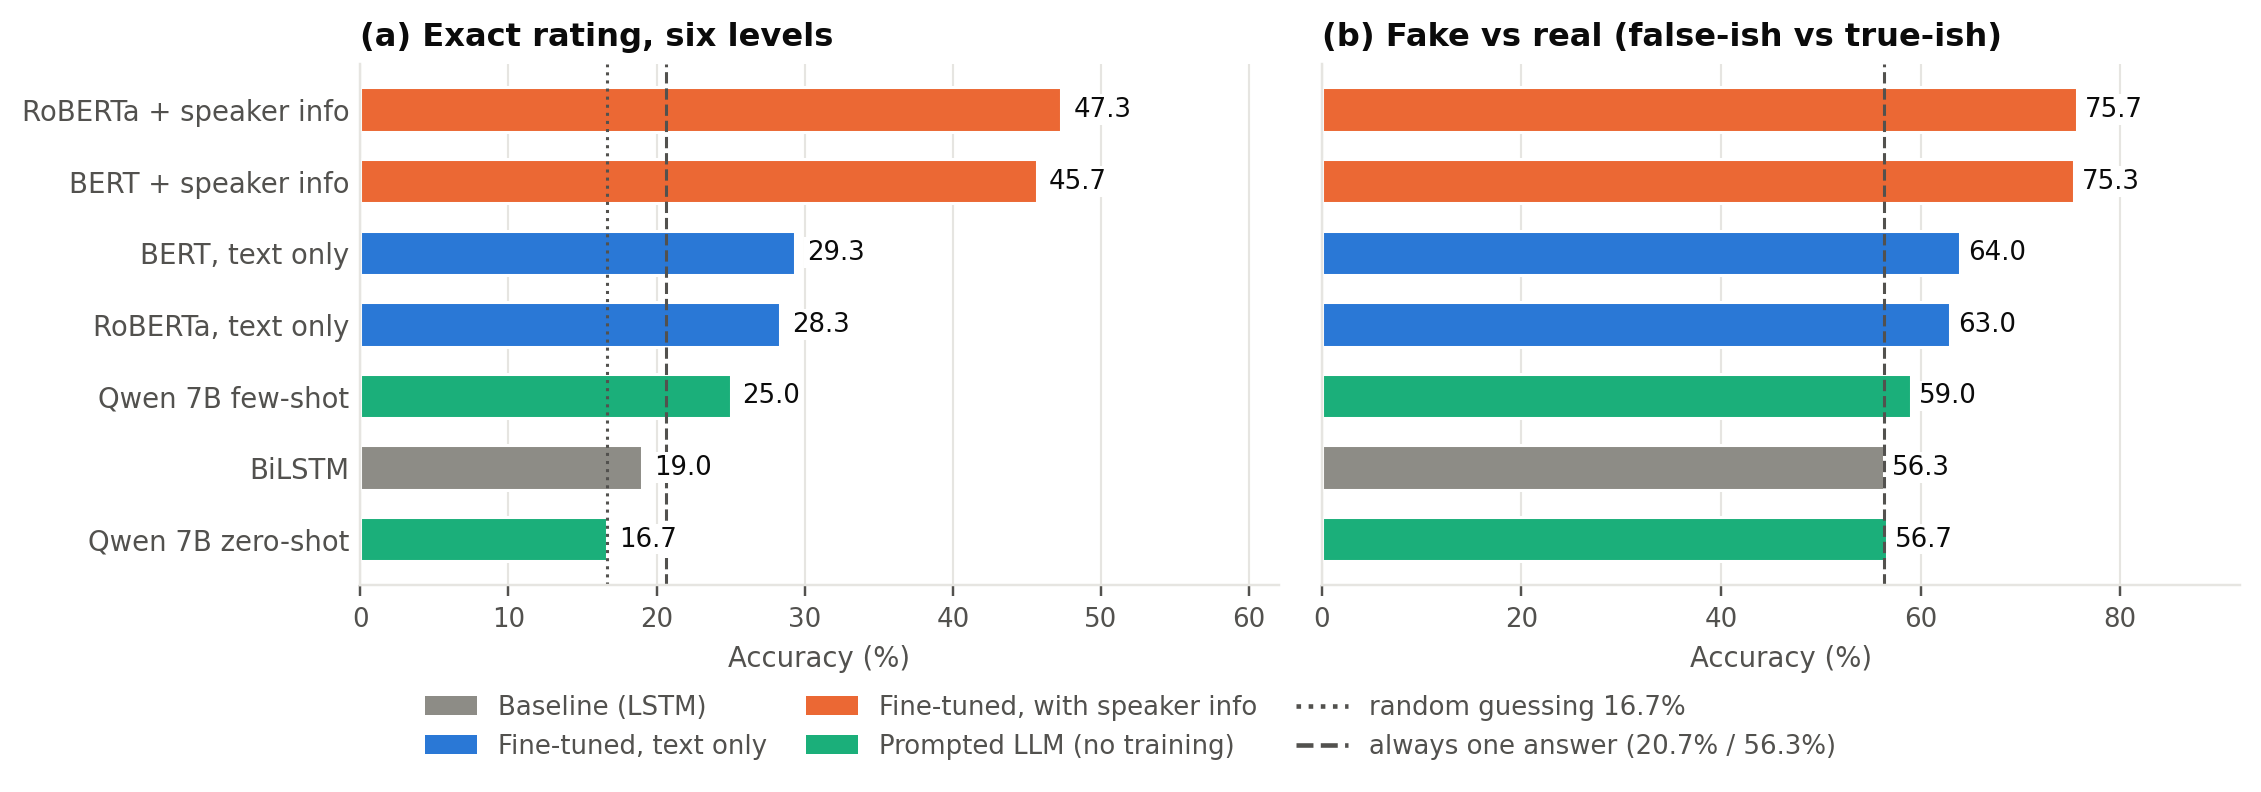 (a) Exact rating, six levels
RoBERTa + speaker info
47.3
BERT + speaker info
45.7
BERT, text only
29.3
RoBERTa, text only
28.3
Qwen 7B few-shot
25.0
BiLSTM
19.0
Qwen 7B zero-shot
16.7
0 10 20 30 40 50 60
Accuracy (%)
(b) Fake vs real (false-ish vs true-ish)
75.7
75.3
64.0
63.0
59.0
56.3
56.7
0 20 40 60 80
Accuracy (%)
Baseline (LSTM)
Fine-tuned, text only
Fine-tuned, with speaker info
Prompted LLM (no training)
random guessing 16.7%
always one answer (20.7% / 56.3%)